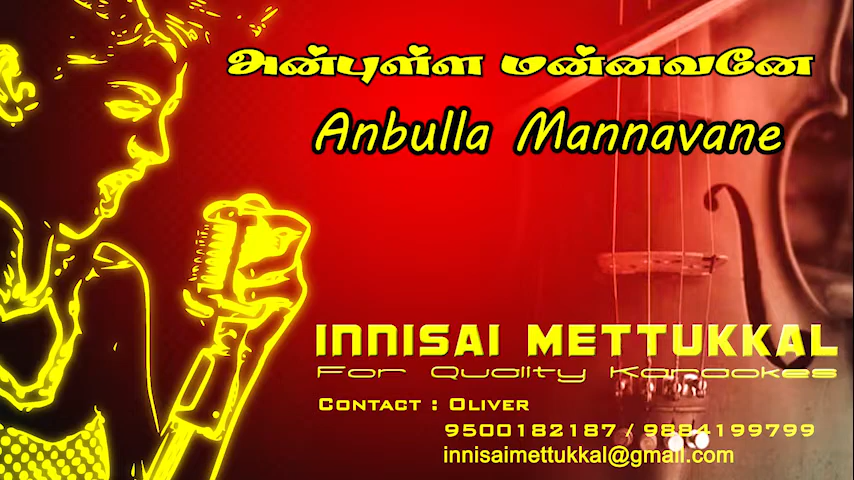 அன்புள்ள மன்னவனே
Anbulla Mannavane
INNISAI METTUKKAL
For Quality Karaokes
CONTACT : OLIVER
9500182187 / 9884199799
innisaimettukkal@gmail.com